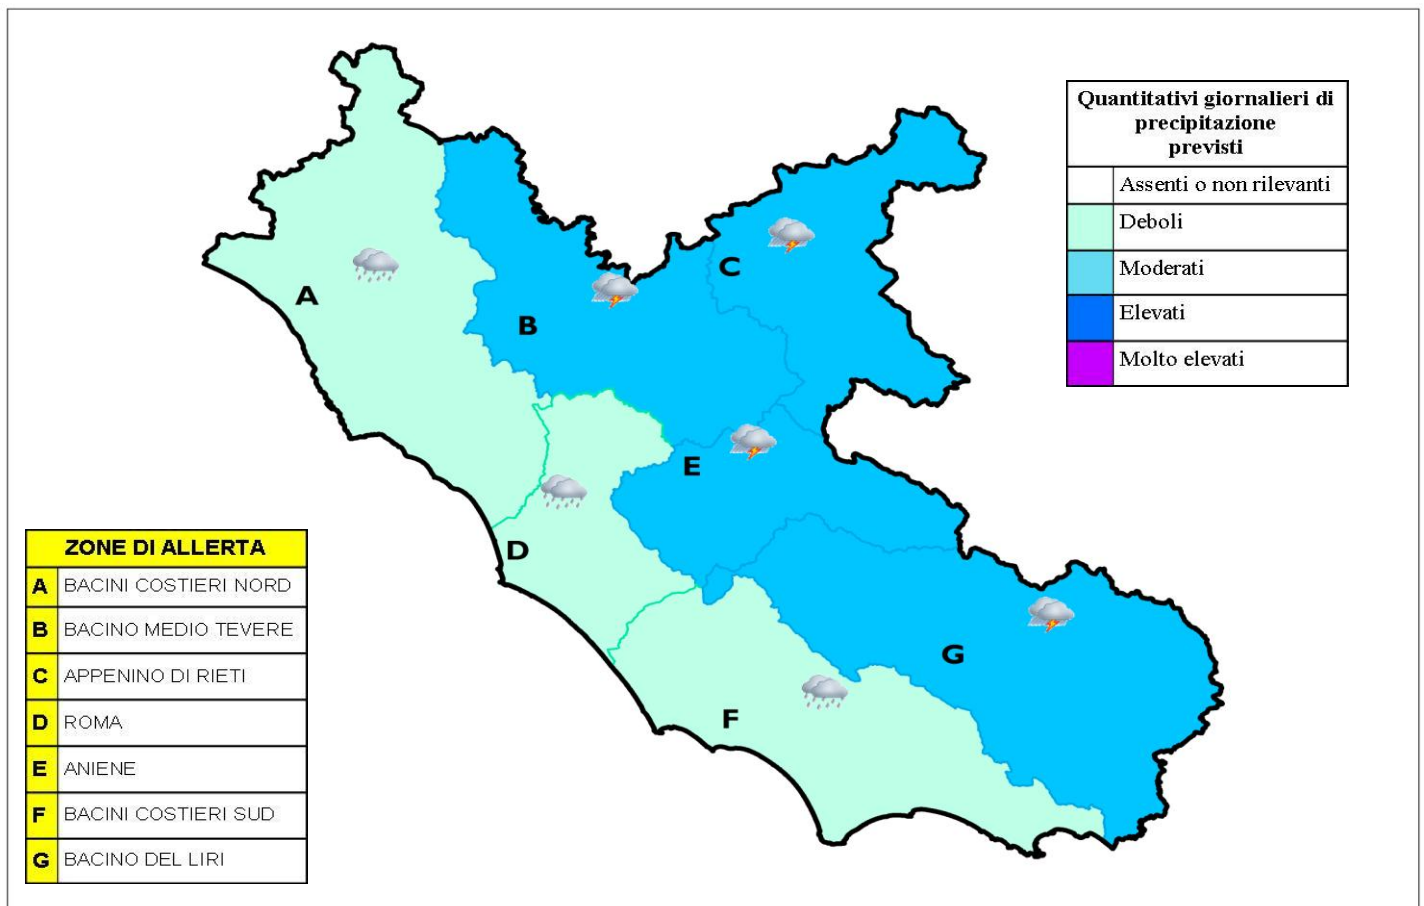 Quantitativi giornalieri di
precipitazione
previsti
Assenti o non rilevanti
Deboli
Moderati
Elevati
Molto elevati
A
B
C
D
E
F
G
ZONE DI ALLERTA
A BACINI COSTIERI NORD
B BACINO MEDIO TEVERE
C APPENINO DI RIETI
D ROMA
E ANIENE
F BACINI COSTIERI SUD
G BACINO DEL LIRI